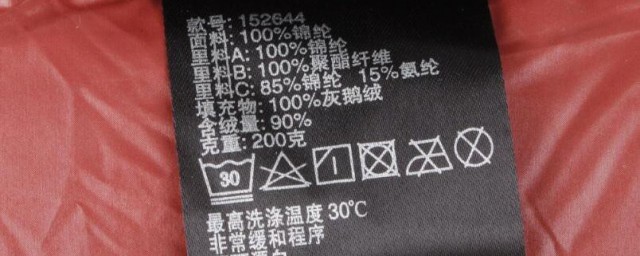 款号: 152644
面料: 100%锦纶
里料A: 100%锦纶
里料B: 100%聚酯纤维
里料C: 85%锦纶 15%氨纶
填充物: 100%灰鹅绒
含绒量: 90%
克重: 200克
30
最高洗涤温度 30℃
非常缓和程序